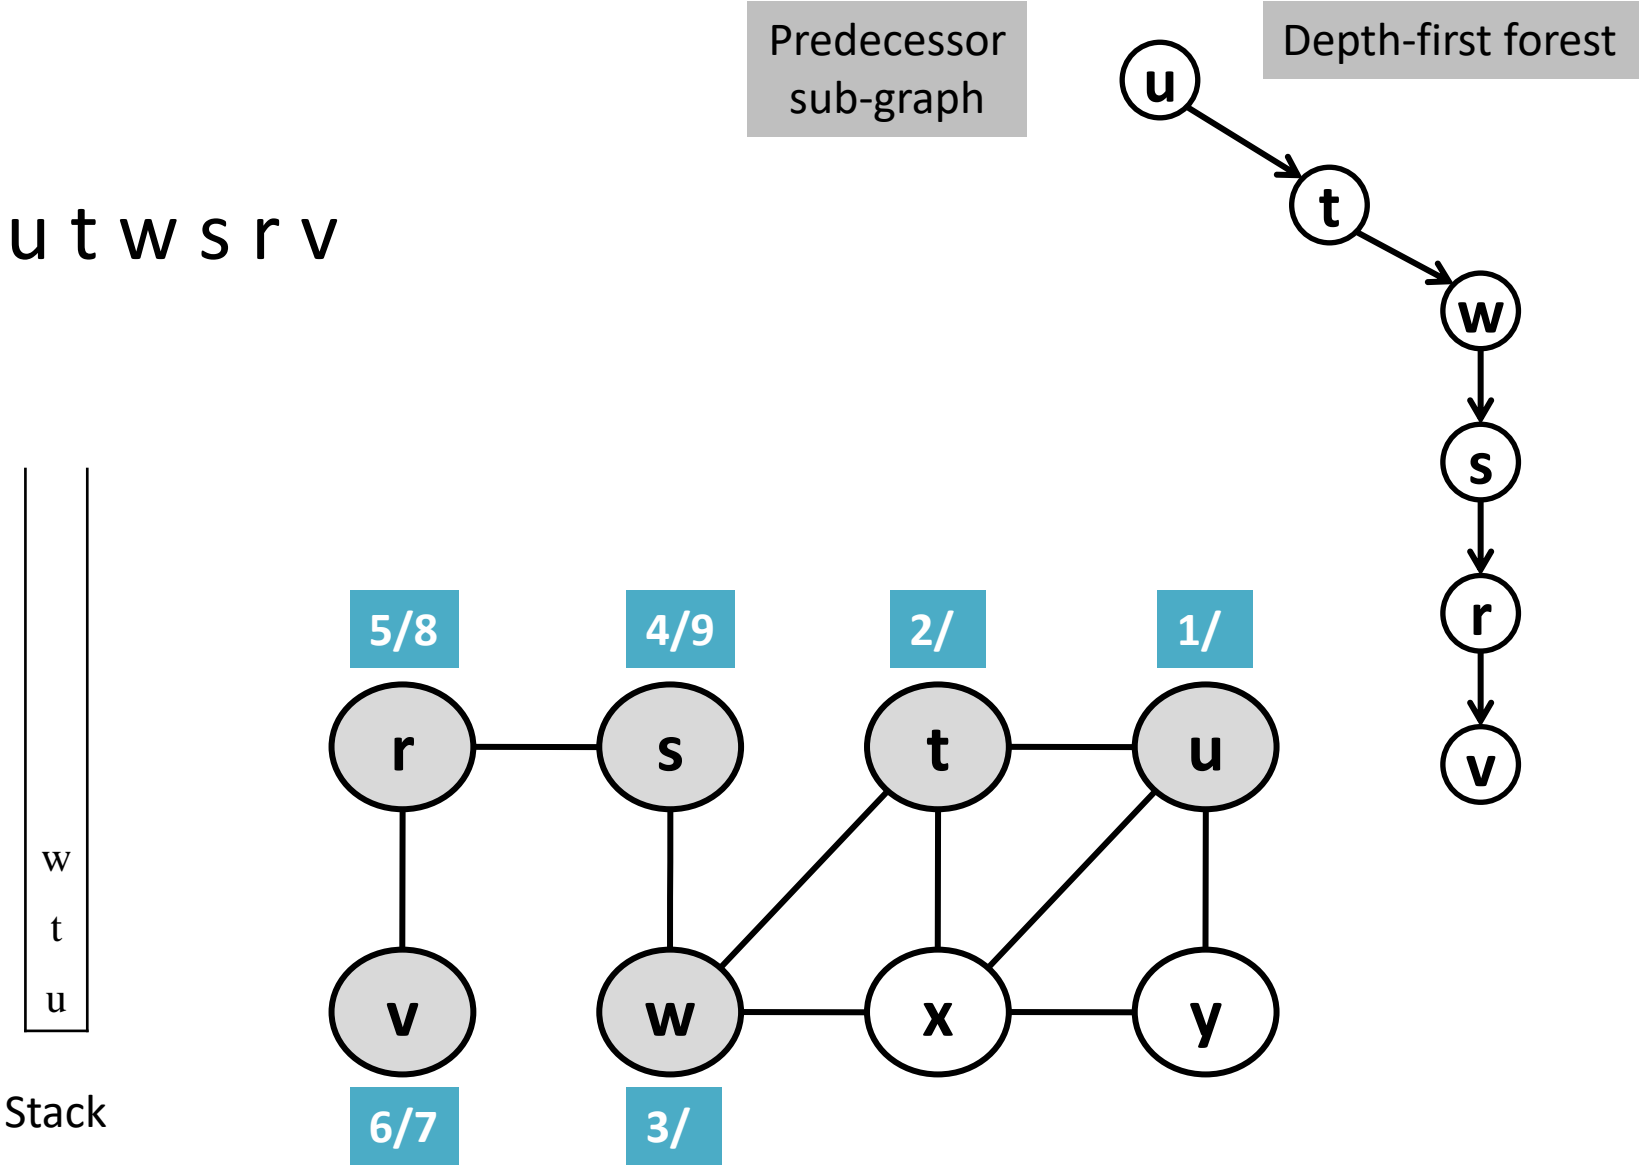 Predecessor
sub-graph
Depth-first forest
u
t
w
s
r
v
u t w s r v
w
t
u
Stack
5/8
4/9
2/
1/
r
s
t
u
v
w
x
y
6/7
3/